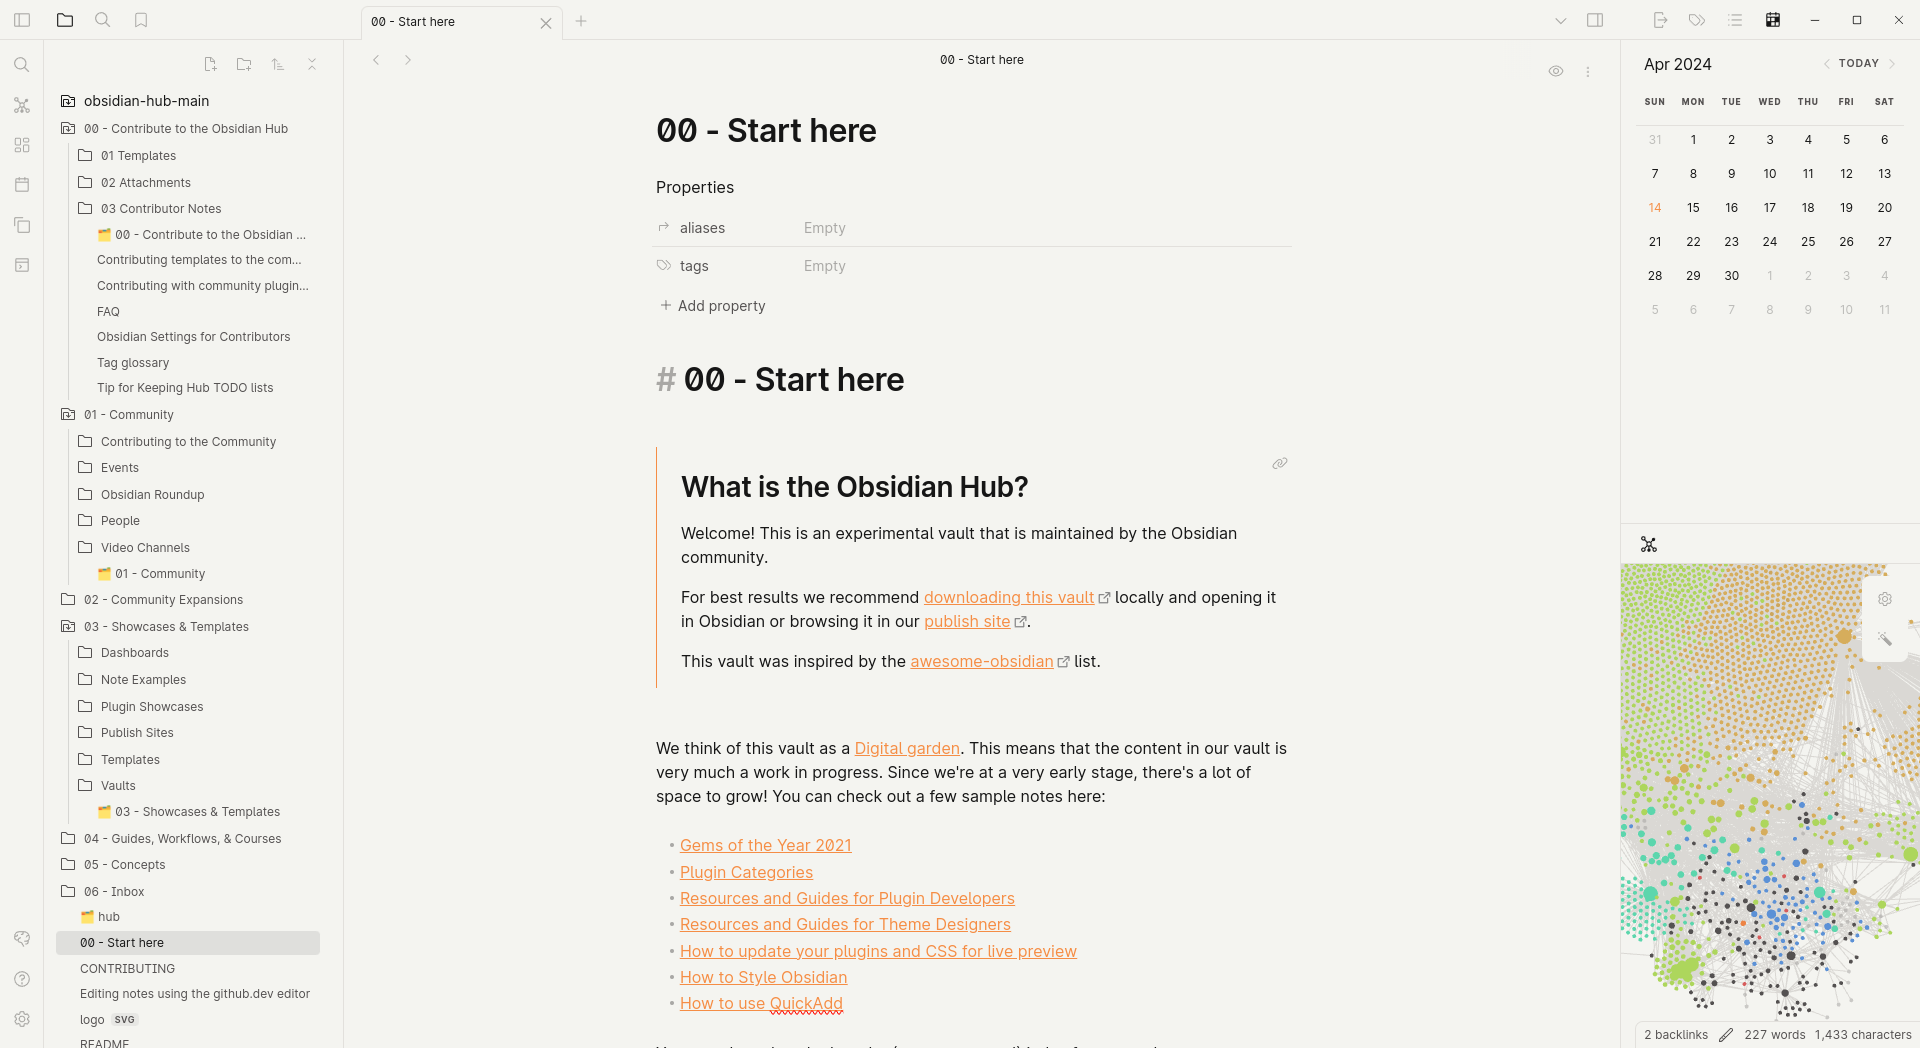 00 - Start here
obsidian-hub-main
00 - Contribute to the Obsidian Hub
01 Templates
02 Attachments
03 Contributor Notes
00 - Contribute to the Obsidian ...
Contributing templates to the com...
Contributing with community plugin...
FAQ
Obsidian Settings for Contributors
Tag glossary
Tip for Keeping Hub TODO lists
01 - Community
Contributing to the Community
Events
Obsidian Roundup
People
Video Channels
01 - Community
02 - Community Expansions
03 - Showcases & Templates
Dashboards
Note Examples
Plugin Showcases
Publish Sites
Templates
Vaults
03 - Showcases & Templates
04 - Guides, Workflows, & Courses
05 - Concepts
06 - Inbox
hub
00 - Start here
CONTRIBUTING
Editing notes using the github.dev editor
logo SVG
README
00 - Start here
00 - Start here
Properties
aliases Empty
tags Empty
Add property
# 00 - Start here
What is the Obsidian Hub?
Welcome! This is an experimental vault that is maintained by the Obsidian
community.
For best results we recommend downloading this vault locally and opening it
in Obsidian or browsing it in our publish site.
This vault was inspired by the awesome-obsidian list.
We think of this vault as a Digital garden. This means that the content in our vault is
very much a work in progress. Since we're at a very early stage, there's a lot of
space to grow! You can check out a few sample notes here:
• Gems of the Year 2021
• Plugin Categories
• Resources and Guides for Plugin Developers
• Resources and Guides for Theme Designers
• How to update your plugins and CSS for live preview
• How to Style Obsidian
• How to use QuickAdd
Apr 2024 TODAY
SUN MON TUE WED THU FRI SAT
31 1 2 3 4 5 6
7 8 9 10 11 12 13
14 15 16 17 18 19 20
21 22 23 24 25 26 27
28 29 30 1 2 3 4
5 6 7 8 9 10 11
2 backlinks 227 words 1,433 characters